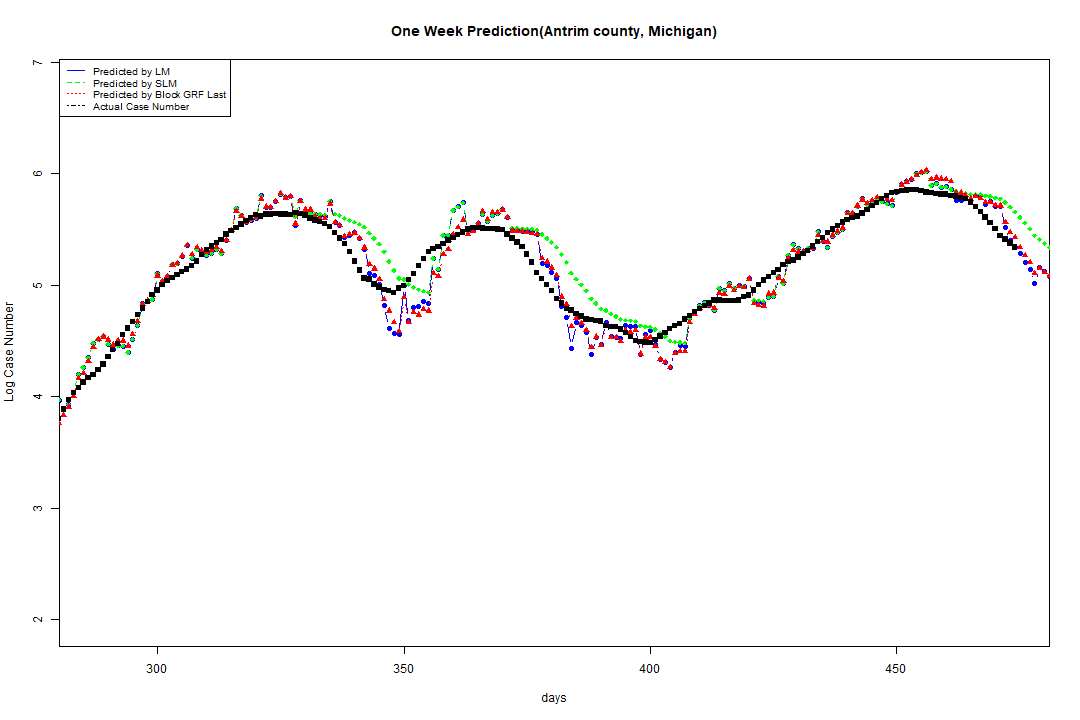 One Week Prediction(Antrim county, Michigan)
Predicted by LM
Predicted by SLM
Predicted by Block GRF Last
Actual Case Number
7
6
5
4
3
2
Log Case Number
300 350 400 450
days